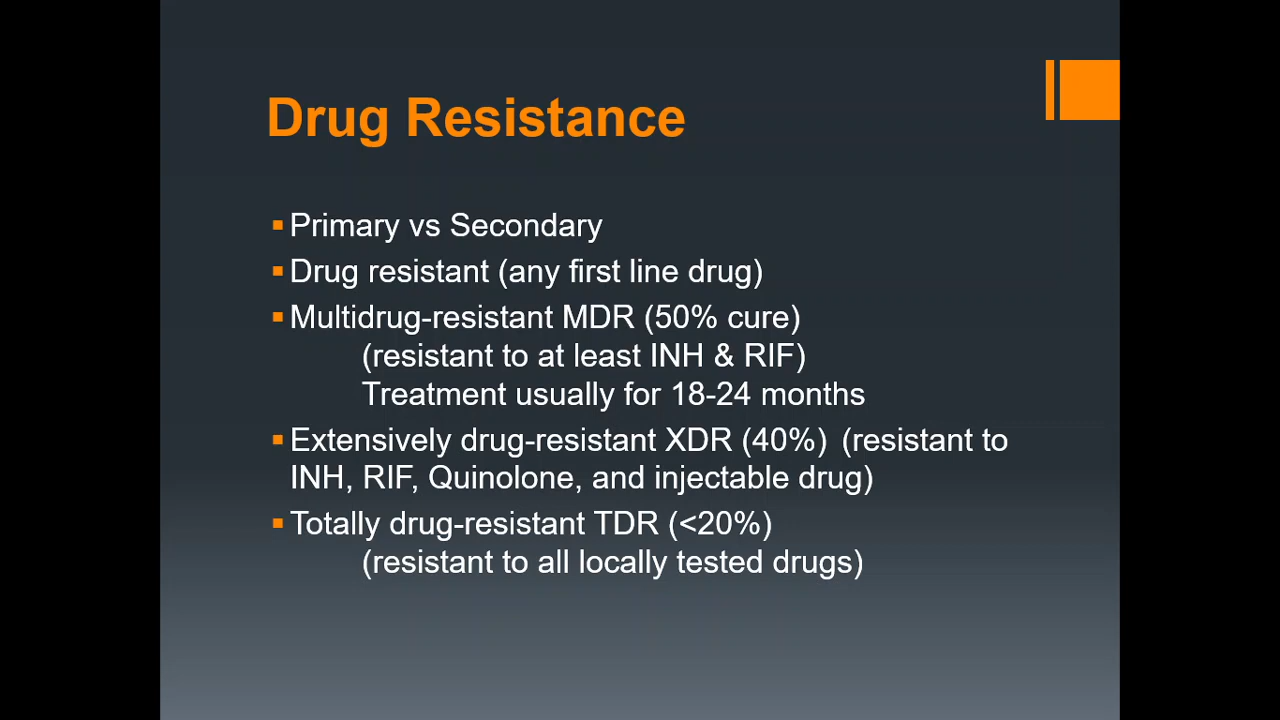 Drug Resistance
Primary vs Secondary
Drug resistant (any first line drug)
Multidrug-resistant MDR (50% cure)
(resistant to at least INH & RIF)
Treatment usually for 18-24 months
Extensively drug-resistant XDR (40%) (resistant to
INH, RIF, Quinolone, and injectable drug)
Totally drug-resistant TDR (<20%)
(resistant to all locally tested drugs)